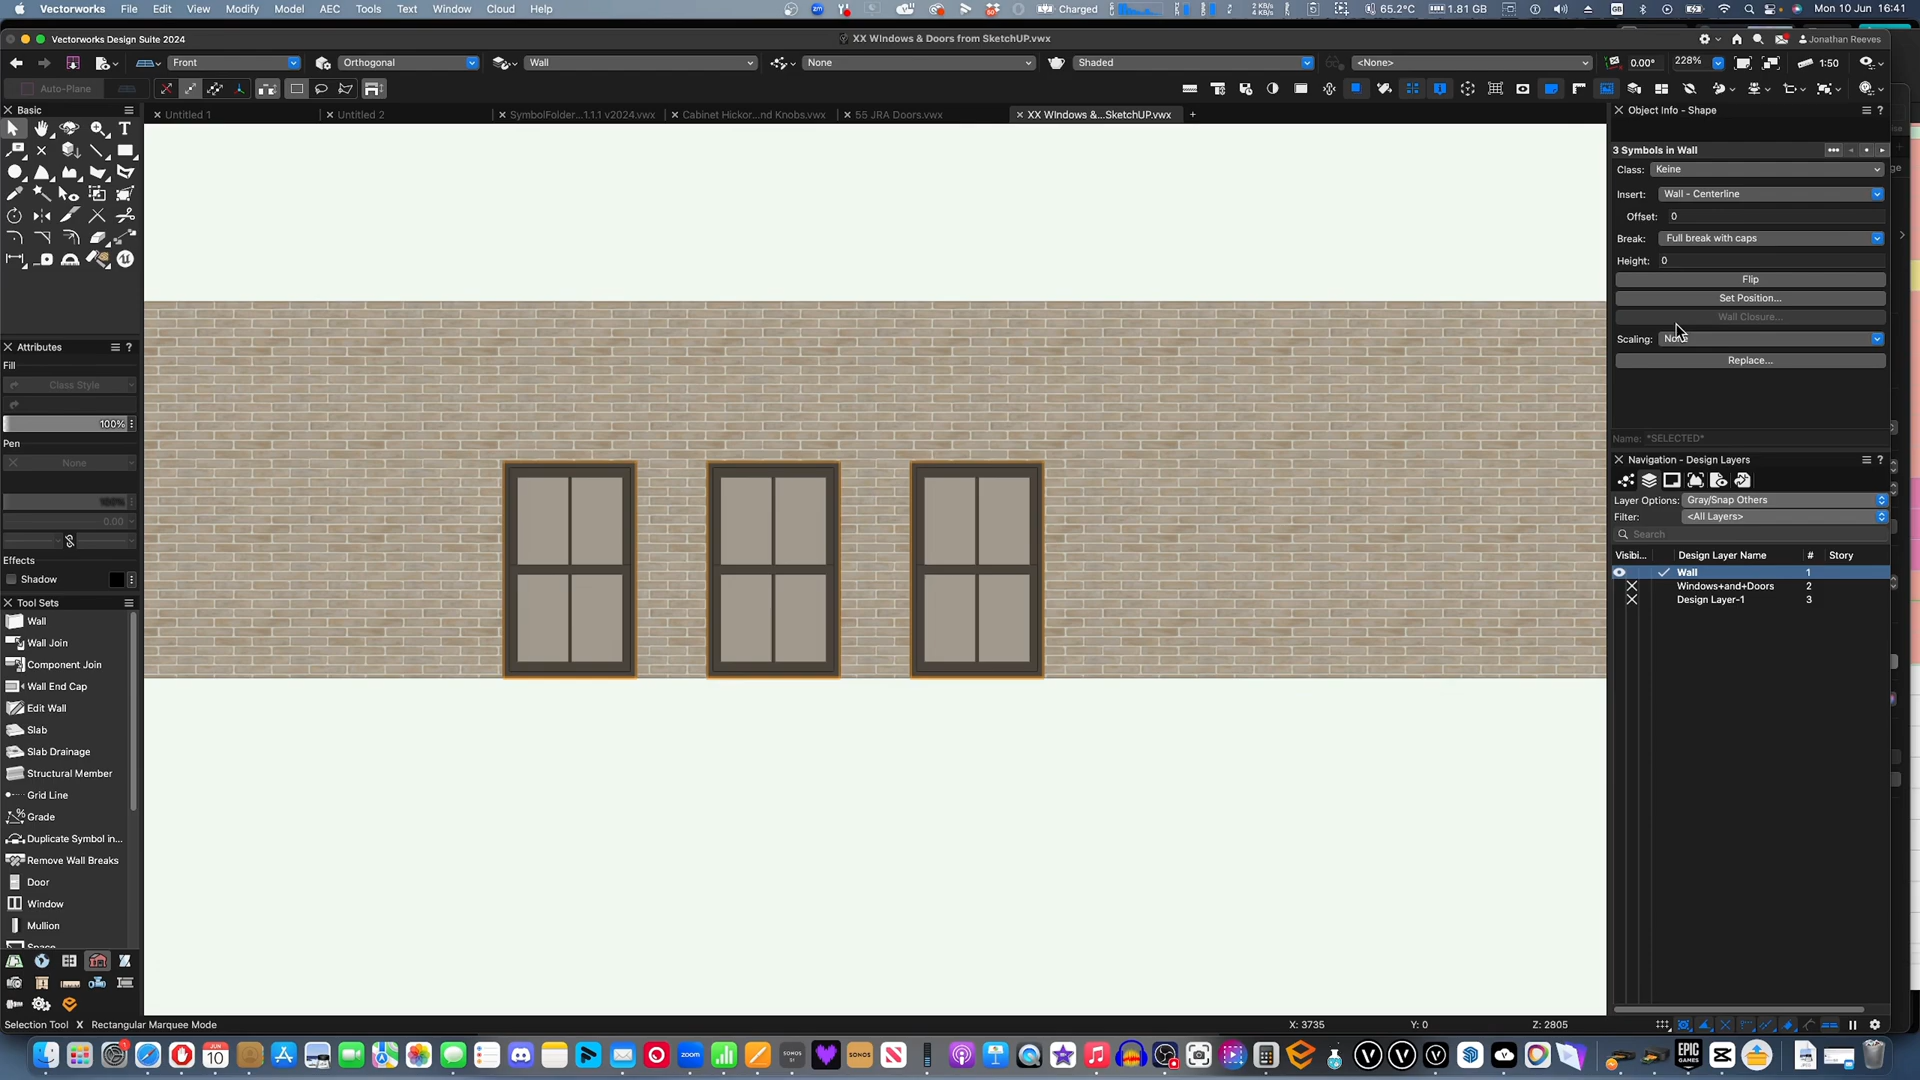 Vectorworks File Edit View Modify Model AEC Tools Text Window Cloud Help
Charged 2 KB/s 4 KB/s 65.2°C 1.81 GB Mon 10 Jun 16:41
Vectorworks Design Suite 2024
XX WIndows & Doors from SketchUP.vwx
Jonathan Reeves
Front Orthogonal Wall None Shaded <None> 0.00° 228% 1:50
Auto-Plane
Basic
Untitled 1
Untitled 2
SymbolFolder...1.1.1 v2024.vwx
Cabinet Hickor...nd Knobs.vwx
55 JRA Doors.vwx
XX WIndows &...SketchUP.vwx
Object Info - Shape
3 Symbols in Wall
Class: Keine
Insert: Wall - Centerline
Offset: 0
Break: Full break with caps
Height: 0
Flip
Set Position...
Wall Closure...
Scaling: None
Replace...
Name: *SELECTED*
Navigation - Design Layers
Layer Options: Gray/Snap Others
Filter: <All Layers>
Search
Visibi... Design Layer Name # Story
Wall 1
Windows+and+Doors 2
Design Layer-1 3
Attributes
Fill
Class Style
100%
Pen
None
100%
0.00
Effects
Shadow
Tool Sets
Wall
Wall Join
Component Join
Wall End Cap
Edit Wall
Slab
Slab Drainage
Structural Member
Grid Line
Grade
Duplicate Symbol in...
Remove Wall Breaks
Door
Window
Mullion
Space
Selection Tool X Rectangular Marquee Mode
X: 3735 Y: 0 Z: 2805